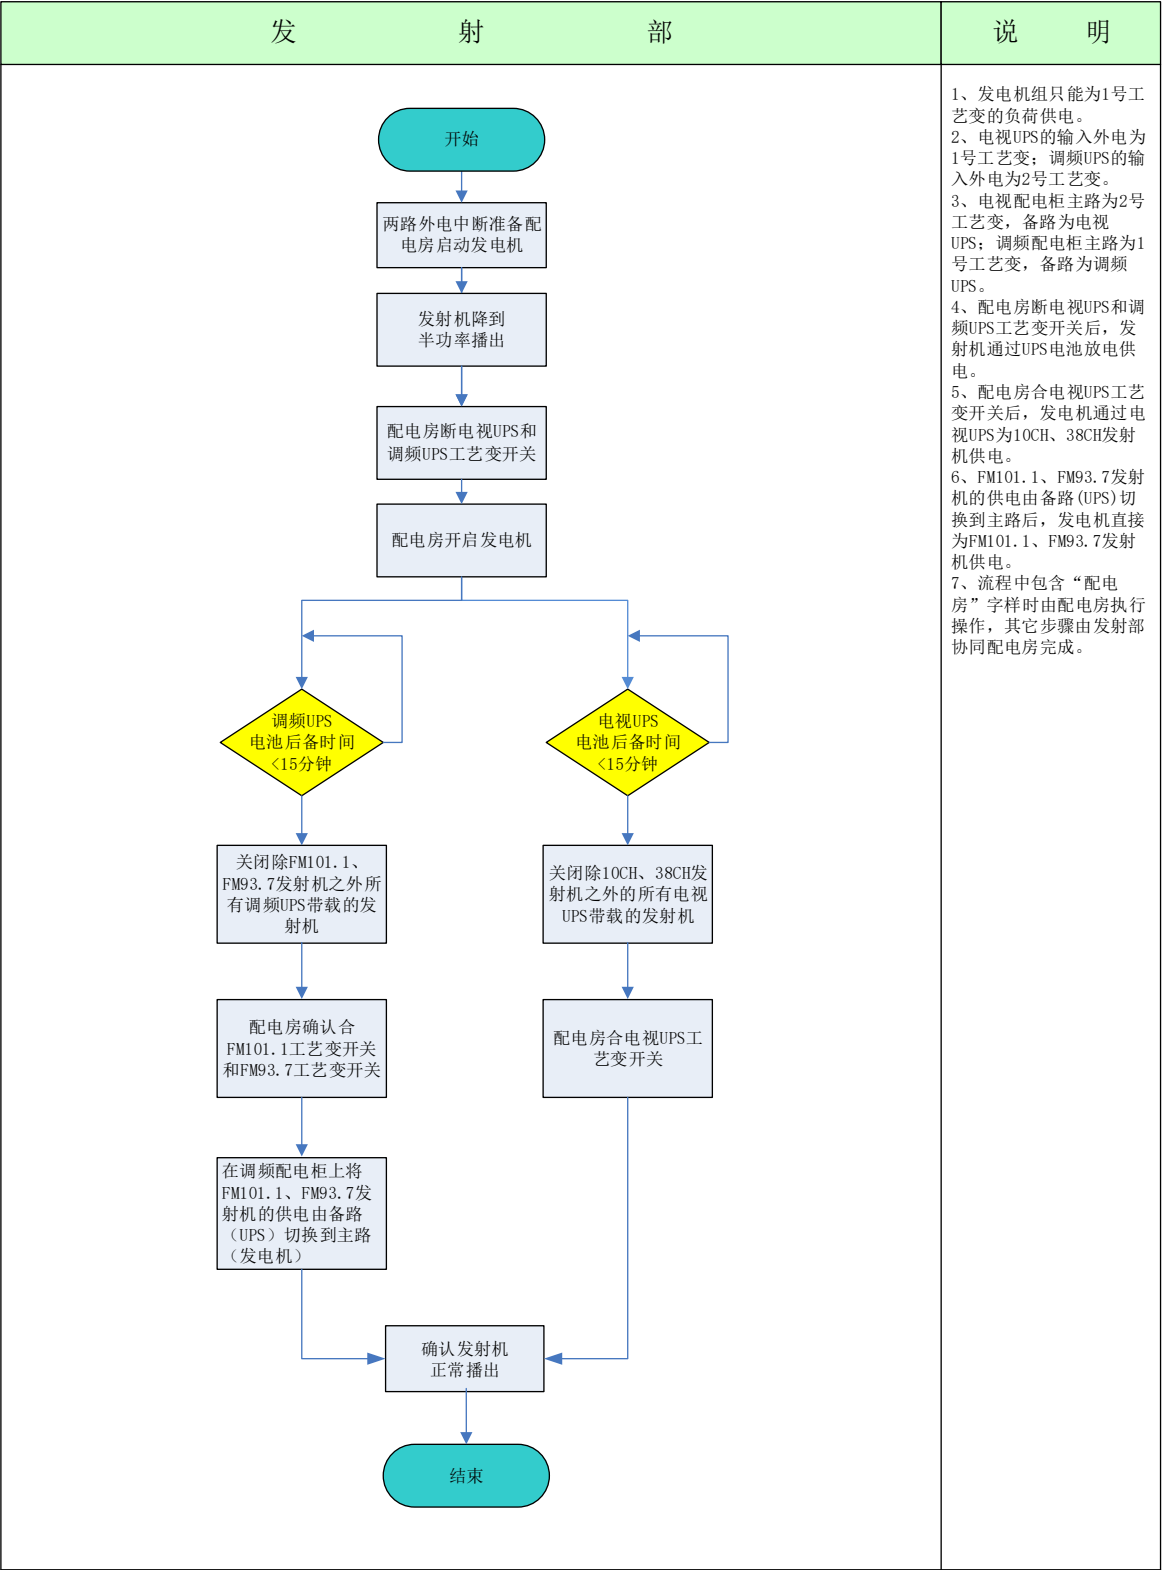 发 射 部
说 明
开始
两路外电中断准备配
电房启动发电机
发射机降到
半功率播出
配电房断电视UPS和
调频UPS工艺变开关
配电房开启发电机
调频UPS
电池后备时间
<15分钟
电视UPS
电池后备时间
<15分钟
关闭除FM101.1、
FM93.7发射机之外所
有调频UPS带载的发
射机
关闭除10CH、38CH发
射机之外的所有电视
UPS带载的发射机
配电房确认合
FM101.1工艺变开关
和FM93.7工艺变开关
配电房合电视UPS工
艺变开关
在调频配电柜上将
FM101.1、FM93.7发
射机的供电由备路
（UPS）切换到主路
（发电机）
确认发射机
正常播出
结束
1、发电机组只能为1号工
艺变的负荷供电。
2、电视UPS的输入外电为
1号工艺变；调频UPS的输
入外电为2号工艺变。
3、电视配电柜主路为2号
工艺变，备路为电视
UPS；调频配电柜主路为1
号工艺变，备路为调频
UPS。
4、配电房断电视UPS和调
频UPS工艺变开关后，发
射机通过UPS电池放电供
电。
5、配电房合电视UPS工艺
变开关后，发电机通过电
视UPS为10CH、38CH发射
机供电。
6、FM101.1、FM93.7发射
机的供电由备路(UPS)切
换到主路后，发电机直接
为FM101.1、FM93.7发射
机供电。
7、流程中包含“配电
房”字样时由配电房执行
操作，其它步骤由发射部
协同配电房完成。